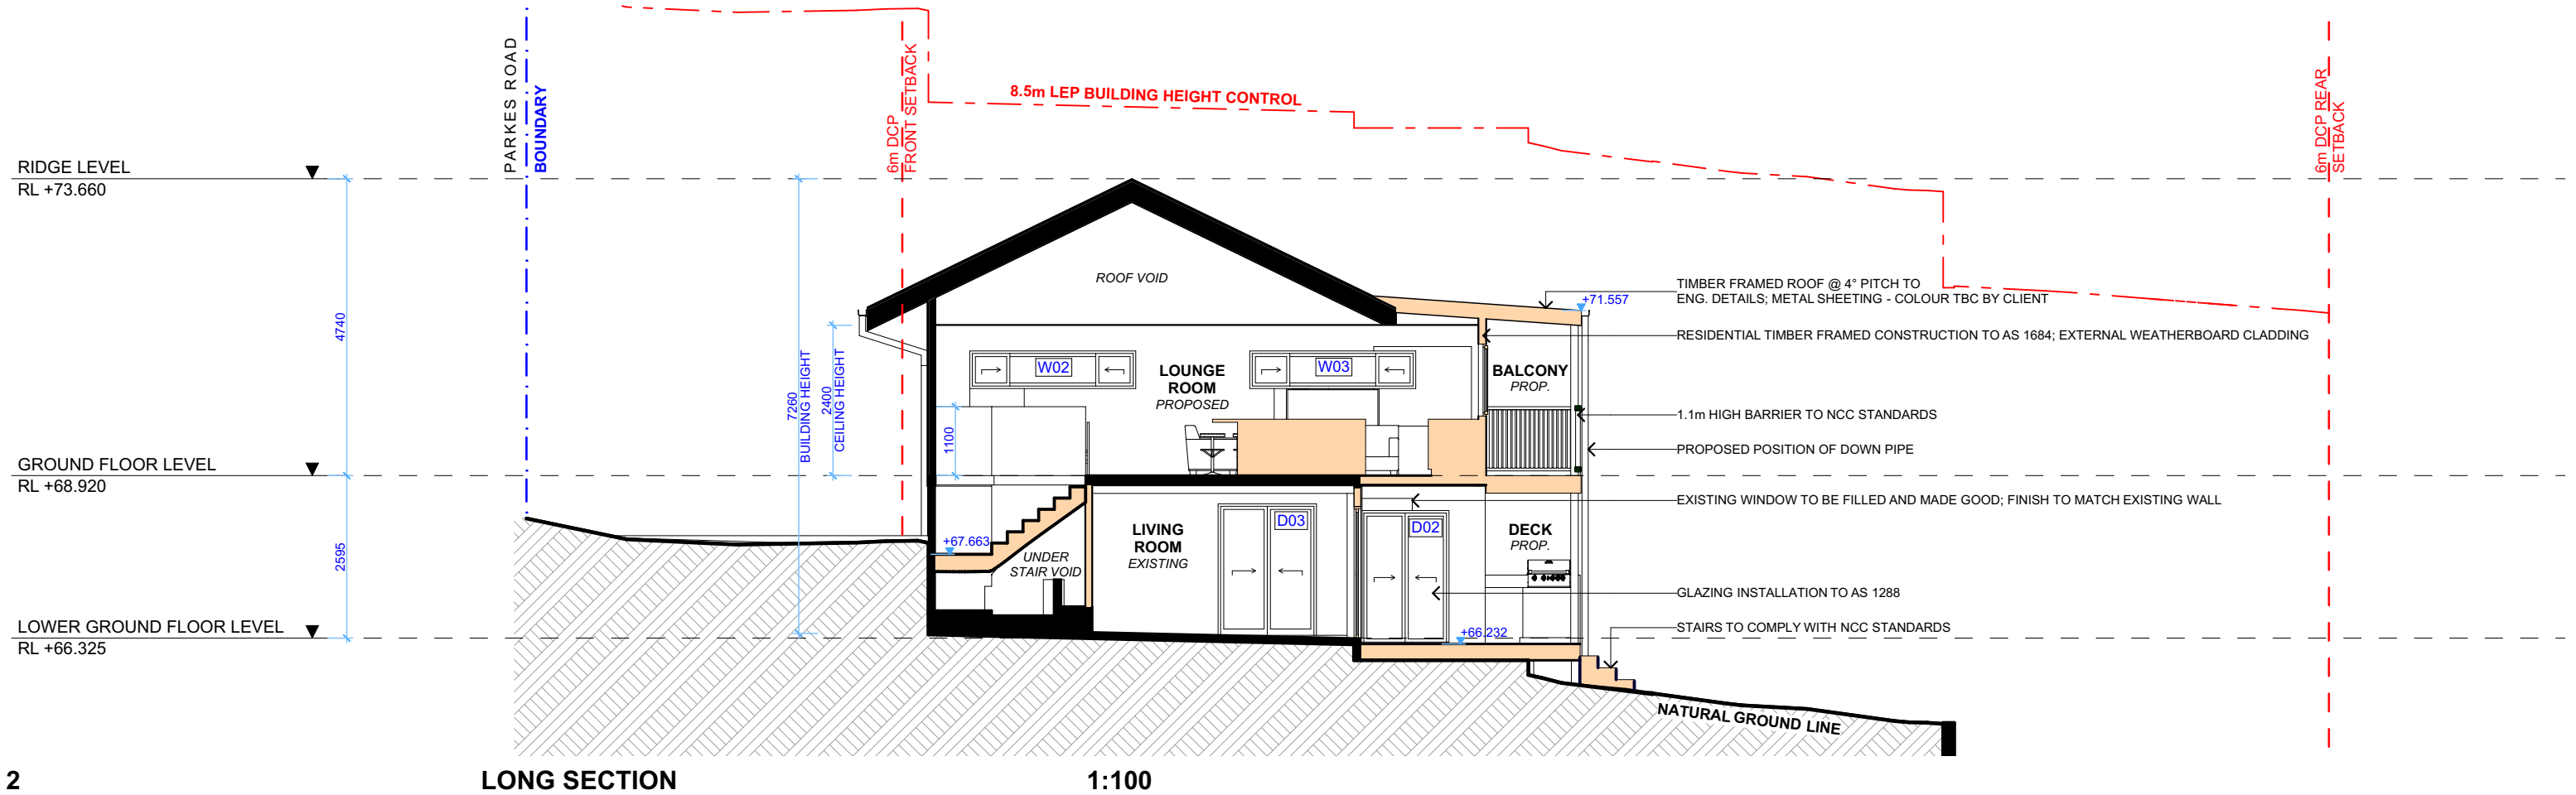 PARKES ROAD
BOUNDARY
6m DCP
FRONT SETBACK
8.5m LEP BUILDING HEIGHT CONTROL
6m DCP REAR
SETBACK
RIDGE LEVEL
RL +73.660
4740
7260
BUILDING HEIGHT
2400
CEILING HEIGHT
1100
ROOF VOID
W02
LOUNGE
ROOM
PROPOSED
W03
BALCONY
PROP.
+71.557
TIMBER FRAMED ROOF @ 4° PITCH TO
ENG. DETAILS; METAL SHEETING - COLOUR TBC BY CLIENT
RESIDENTIAL TIMBER FRAMED CONSTRUCTION TO AS 1684; EXTERNAL WEATHERBOARD CLADDING
1.1m HIGH BARRIER TO NCC STANDARDS
PROPOSED POSITION OF DOWN PIPE
GROUND FLOOR LEVEL
RL +68.920
2595
EXISTING WINDOW TO BE FILLED AND MADE GOOD; FINISH TO MATCH EXISTING WALL
+67.663
UNDER
STAIR VOID
LIVING
ROOM
EXISTING
D03
D02
DECK
PROP.
GLAZING INSTALLATION TO AS 1288
STAIRS TO COMPLY WITH NCC STANDARDS
+66.232
LOWER GROUND FLOOR LEVEL
RL +66.325
NATURAL GROUND LINE
2
LONG SECTION
1:100